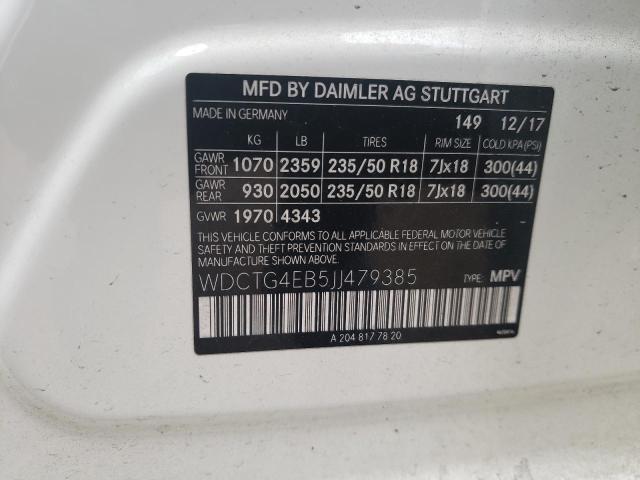 MFD BY DAIMLER AG STUTTGART
MADE IN GERMANY 149 12/17
KG LB TIRES RIM SIZE COLD KPA(PSI)
GAWR FRONT 1070 2359 235/50 R18 7Jx18 300(44)
GAWR REAR 930 2050 235/50 R18 7Jx18 300(44)
GVWR 1970 4343
THIS VEHICLE CONFORMS TO ALL APPLICABLE FEDERAL MOTOR VEHICLE
SAFETY AND THEFT PREVENTION STANDARDS IN EFFECT ON THE DATE
OF MANUFACTURE SHOWN ABOVE.
WDCTG4EB5JJ479385 TYPE: MPV
A 204 817 78 20